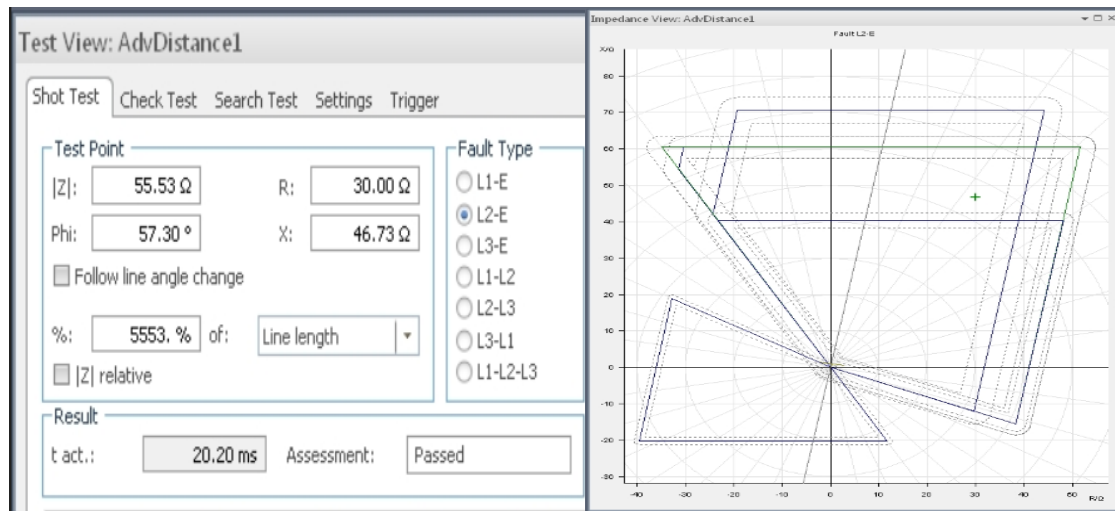 Test View: AdvDistance1
Shot Test Check Test Search Test Settings Trigger
Test Point
|Z|: 55.53 Ω R: 30.00 Ω
Phi: 57.30 ° X: 46.73 Ω
Follow line angle change
%: 5553. % of: Line length
|Z| relative
Fault Type
L1-E
L2-E
L3-E
L1-L2
L2-L3
L3-L1
L1-L2-L3
Result
t act.: 20.20 ms Assessment: Passed
Impedance View: AdvDistance1
Fault L2-E
X/Ω
80
70
60
50
40
30
20
10
0
-10
-20
-30
-40 -30 -20 -10 0 10 20 30 40 50 60 R/Ω